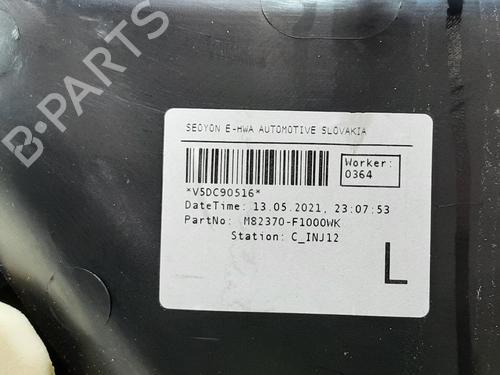 SEOYON E-HWA AUTOMOTIVE SLOVAKIA
Worker:
0364
*V5DC90516*
DateTime: 13.05.2021, 23:07:53
PartNo: M82370-F1000WK
Station: C_INJ12
L
B-PARTS